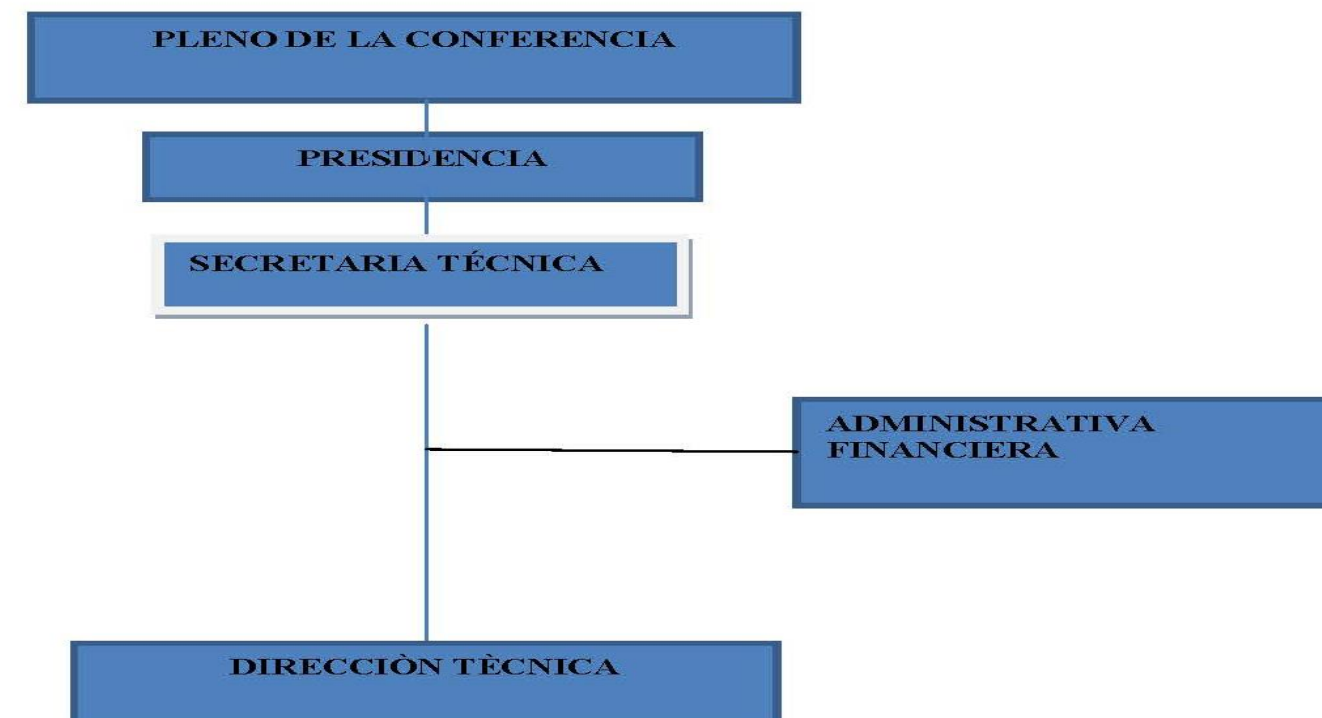 PLENO DE LA CONFERENCIA
PRESIDENCIA
SECRETARIA TÉCNICA
ADMINISTRATIVA
FINANCIERA
DIRECCIÒN TÈCNICA